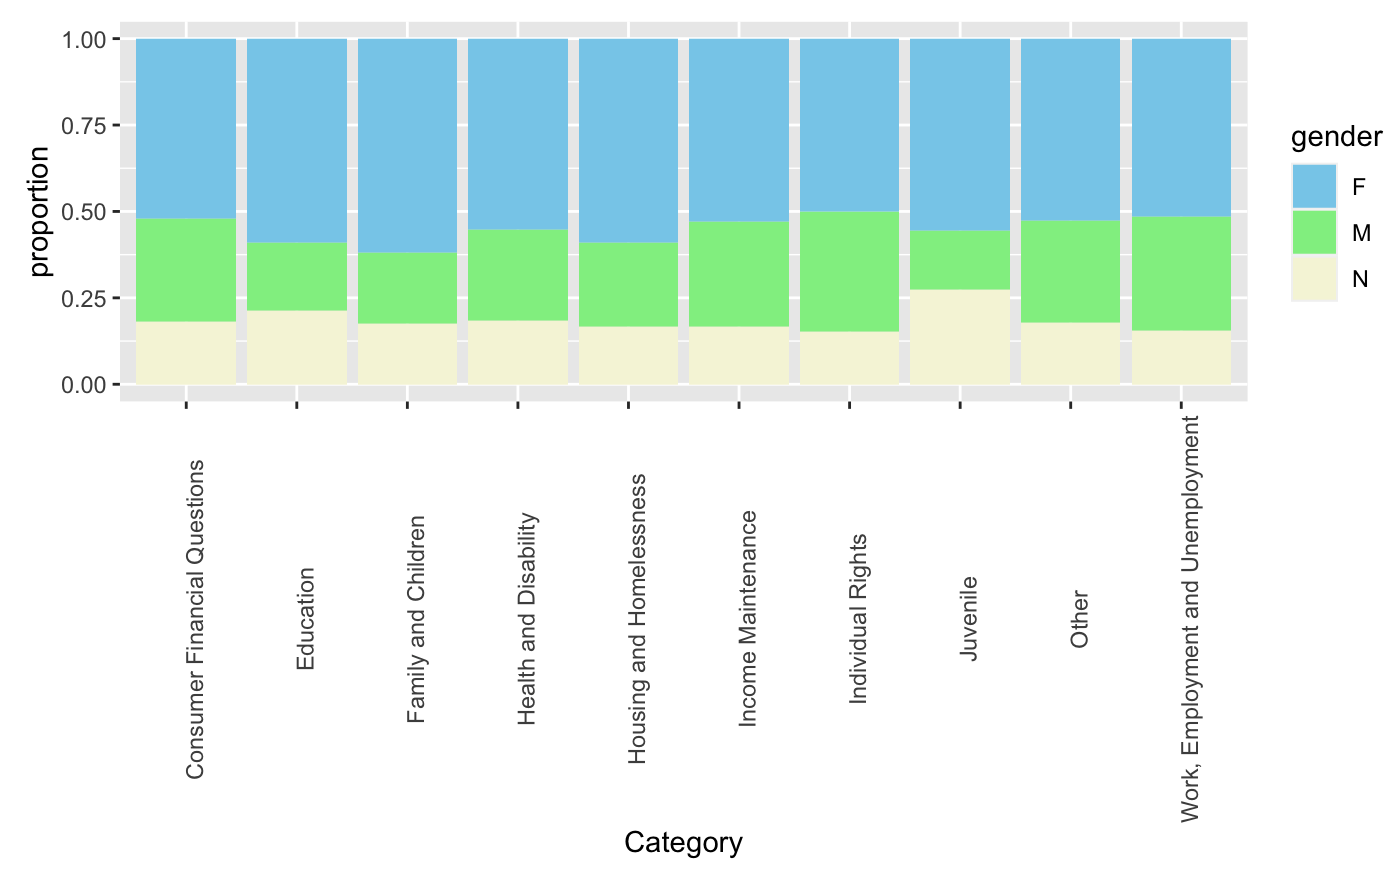 1.00
0.75
0.50
0.25
0.00
proportion
Consumer Financial Questions
Education
Family and Children
Health and Disability
Housing and Homelessness
Income Maintenance
Individual Rights
Juvenile
Other
Work, Employment and Unemployment
Category
gender
F
M
N